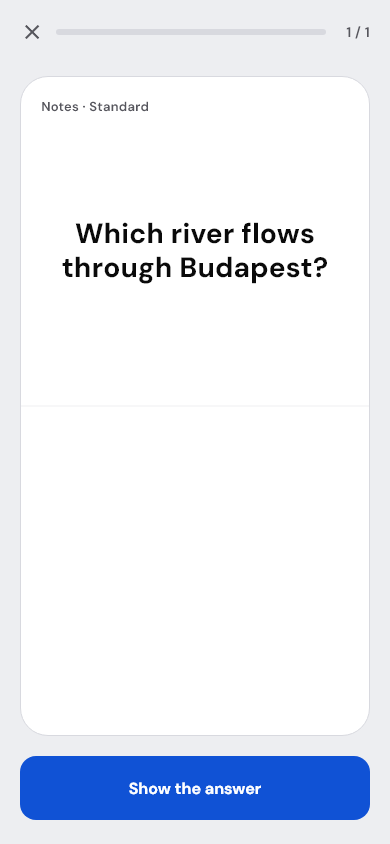 1 / 1
Notes · Standard
Which river flows
through Budapest?
Show the answer